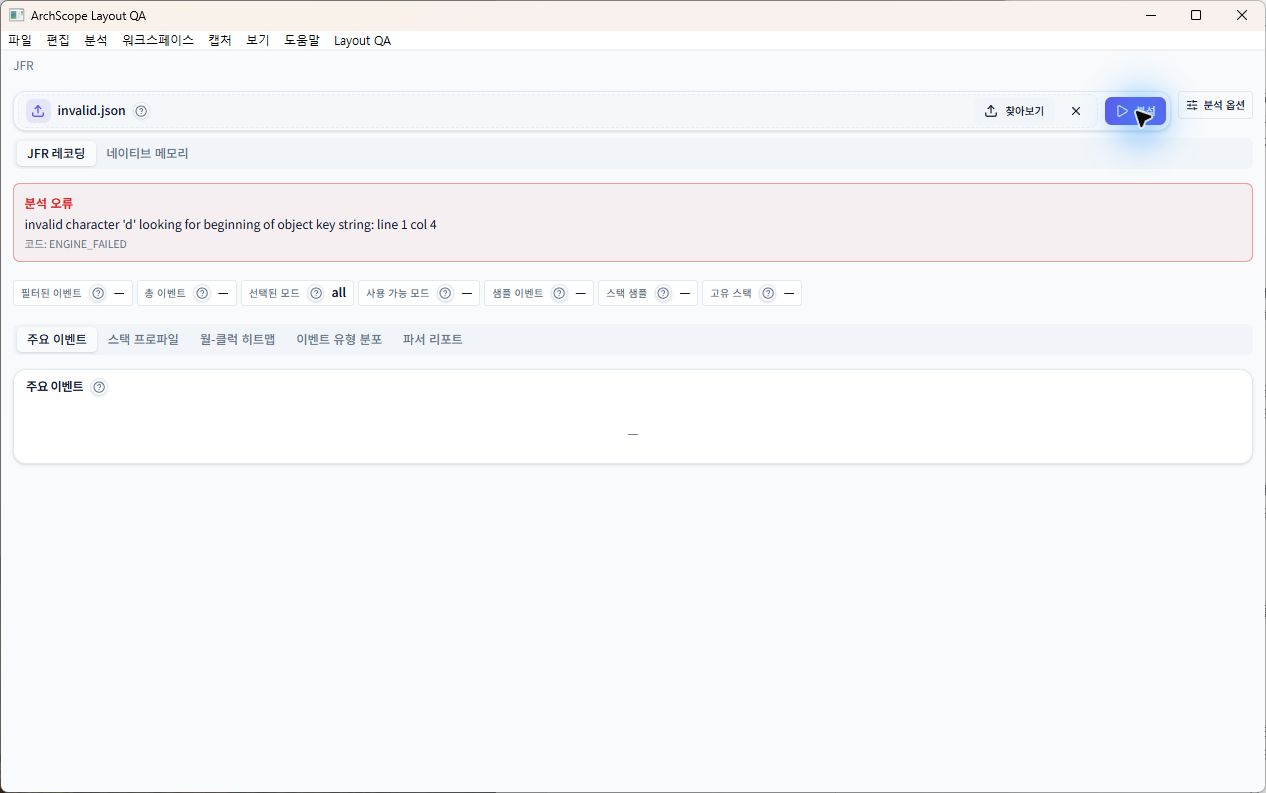 ArchScope Layout QA
파일 편집 분석 워크스페이스 캡처 보기 도움말 Layout QA
JFR
invalid.json 찾아보기 분석 옵션
JFR 레코딩 네이티브 메모리
분석 오류
invalid character 'd' looking for beginning of object key string: line 1 col 4
코드: ENGINE_FAILED
필터된 이벤트 — 총 이벤트 — 선택된 모드 all 사용 가능 모드 — 샘플 이벤트 — 스택 샘플 — 고유 스택 —
주요 이벤트 스택 프로파일 월-클럭 히트맵 이벤트 유형 분포 파서 리포트
주요 이벤트
—